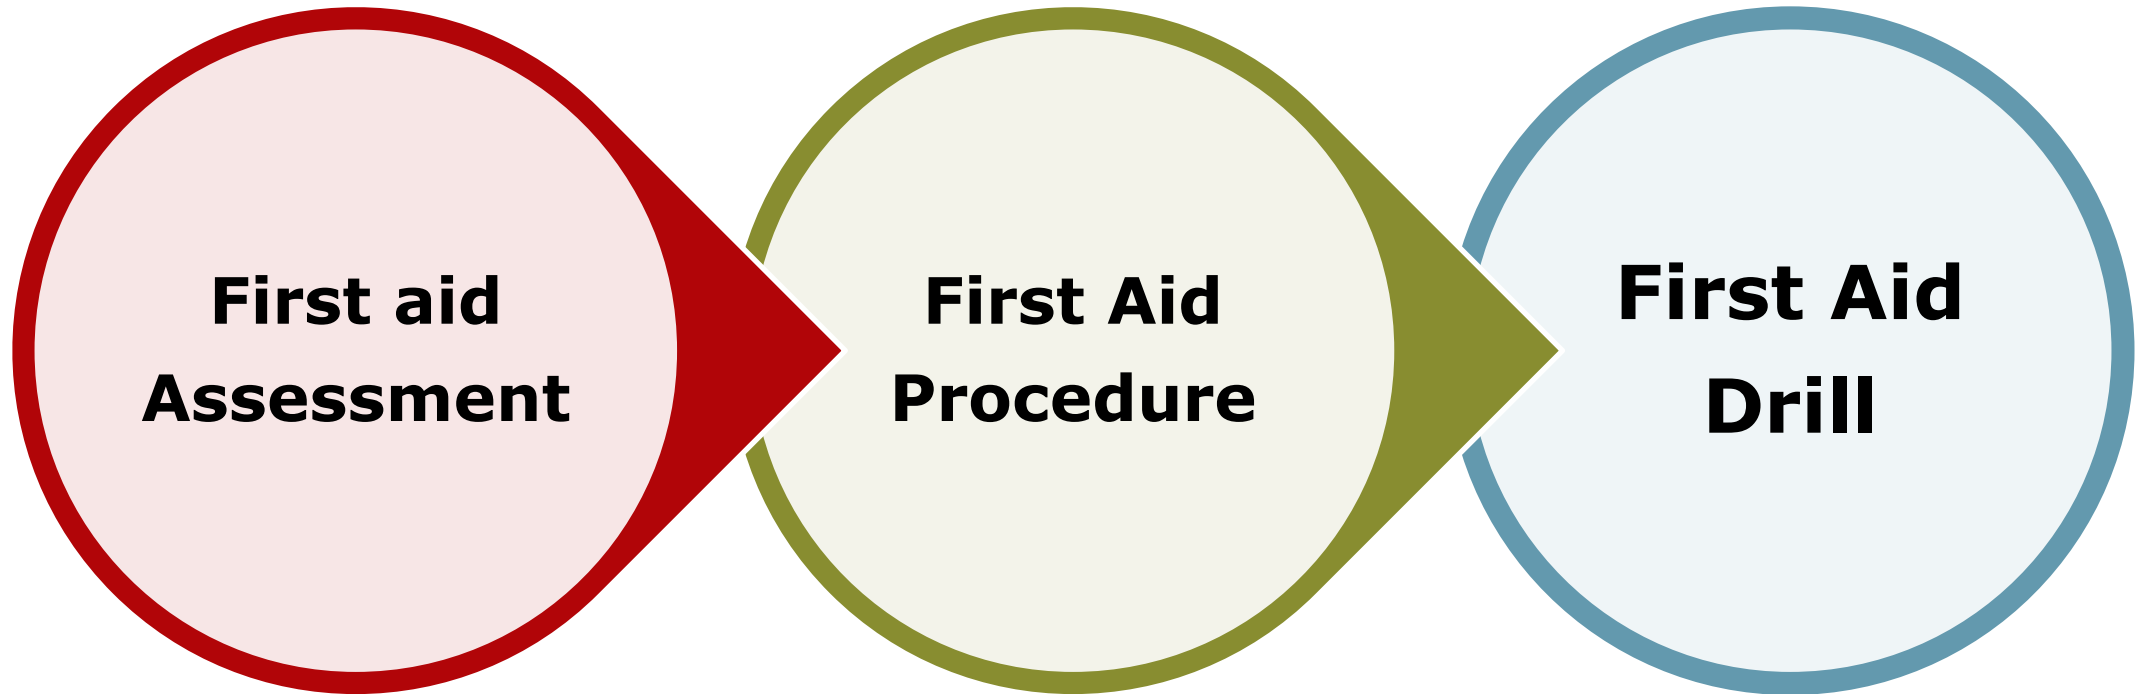 First aid
Assessment
First Aid
Procedure
First Aid
Drill